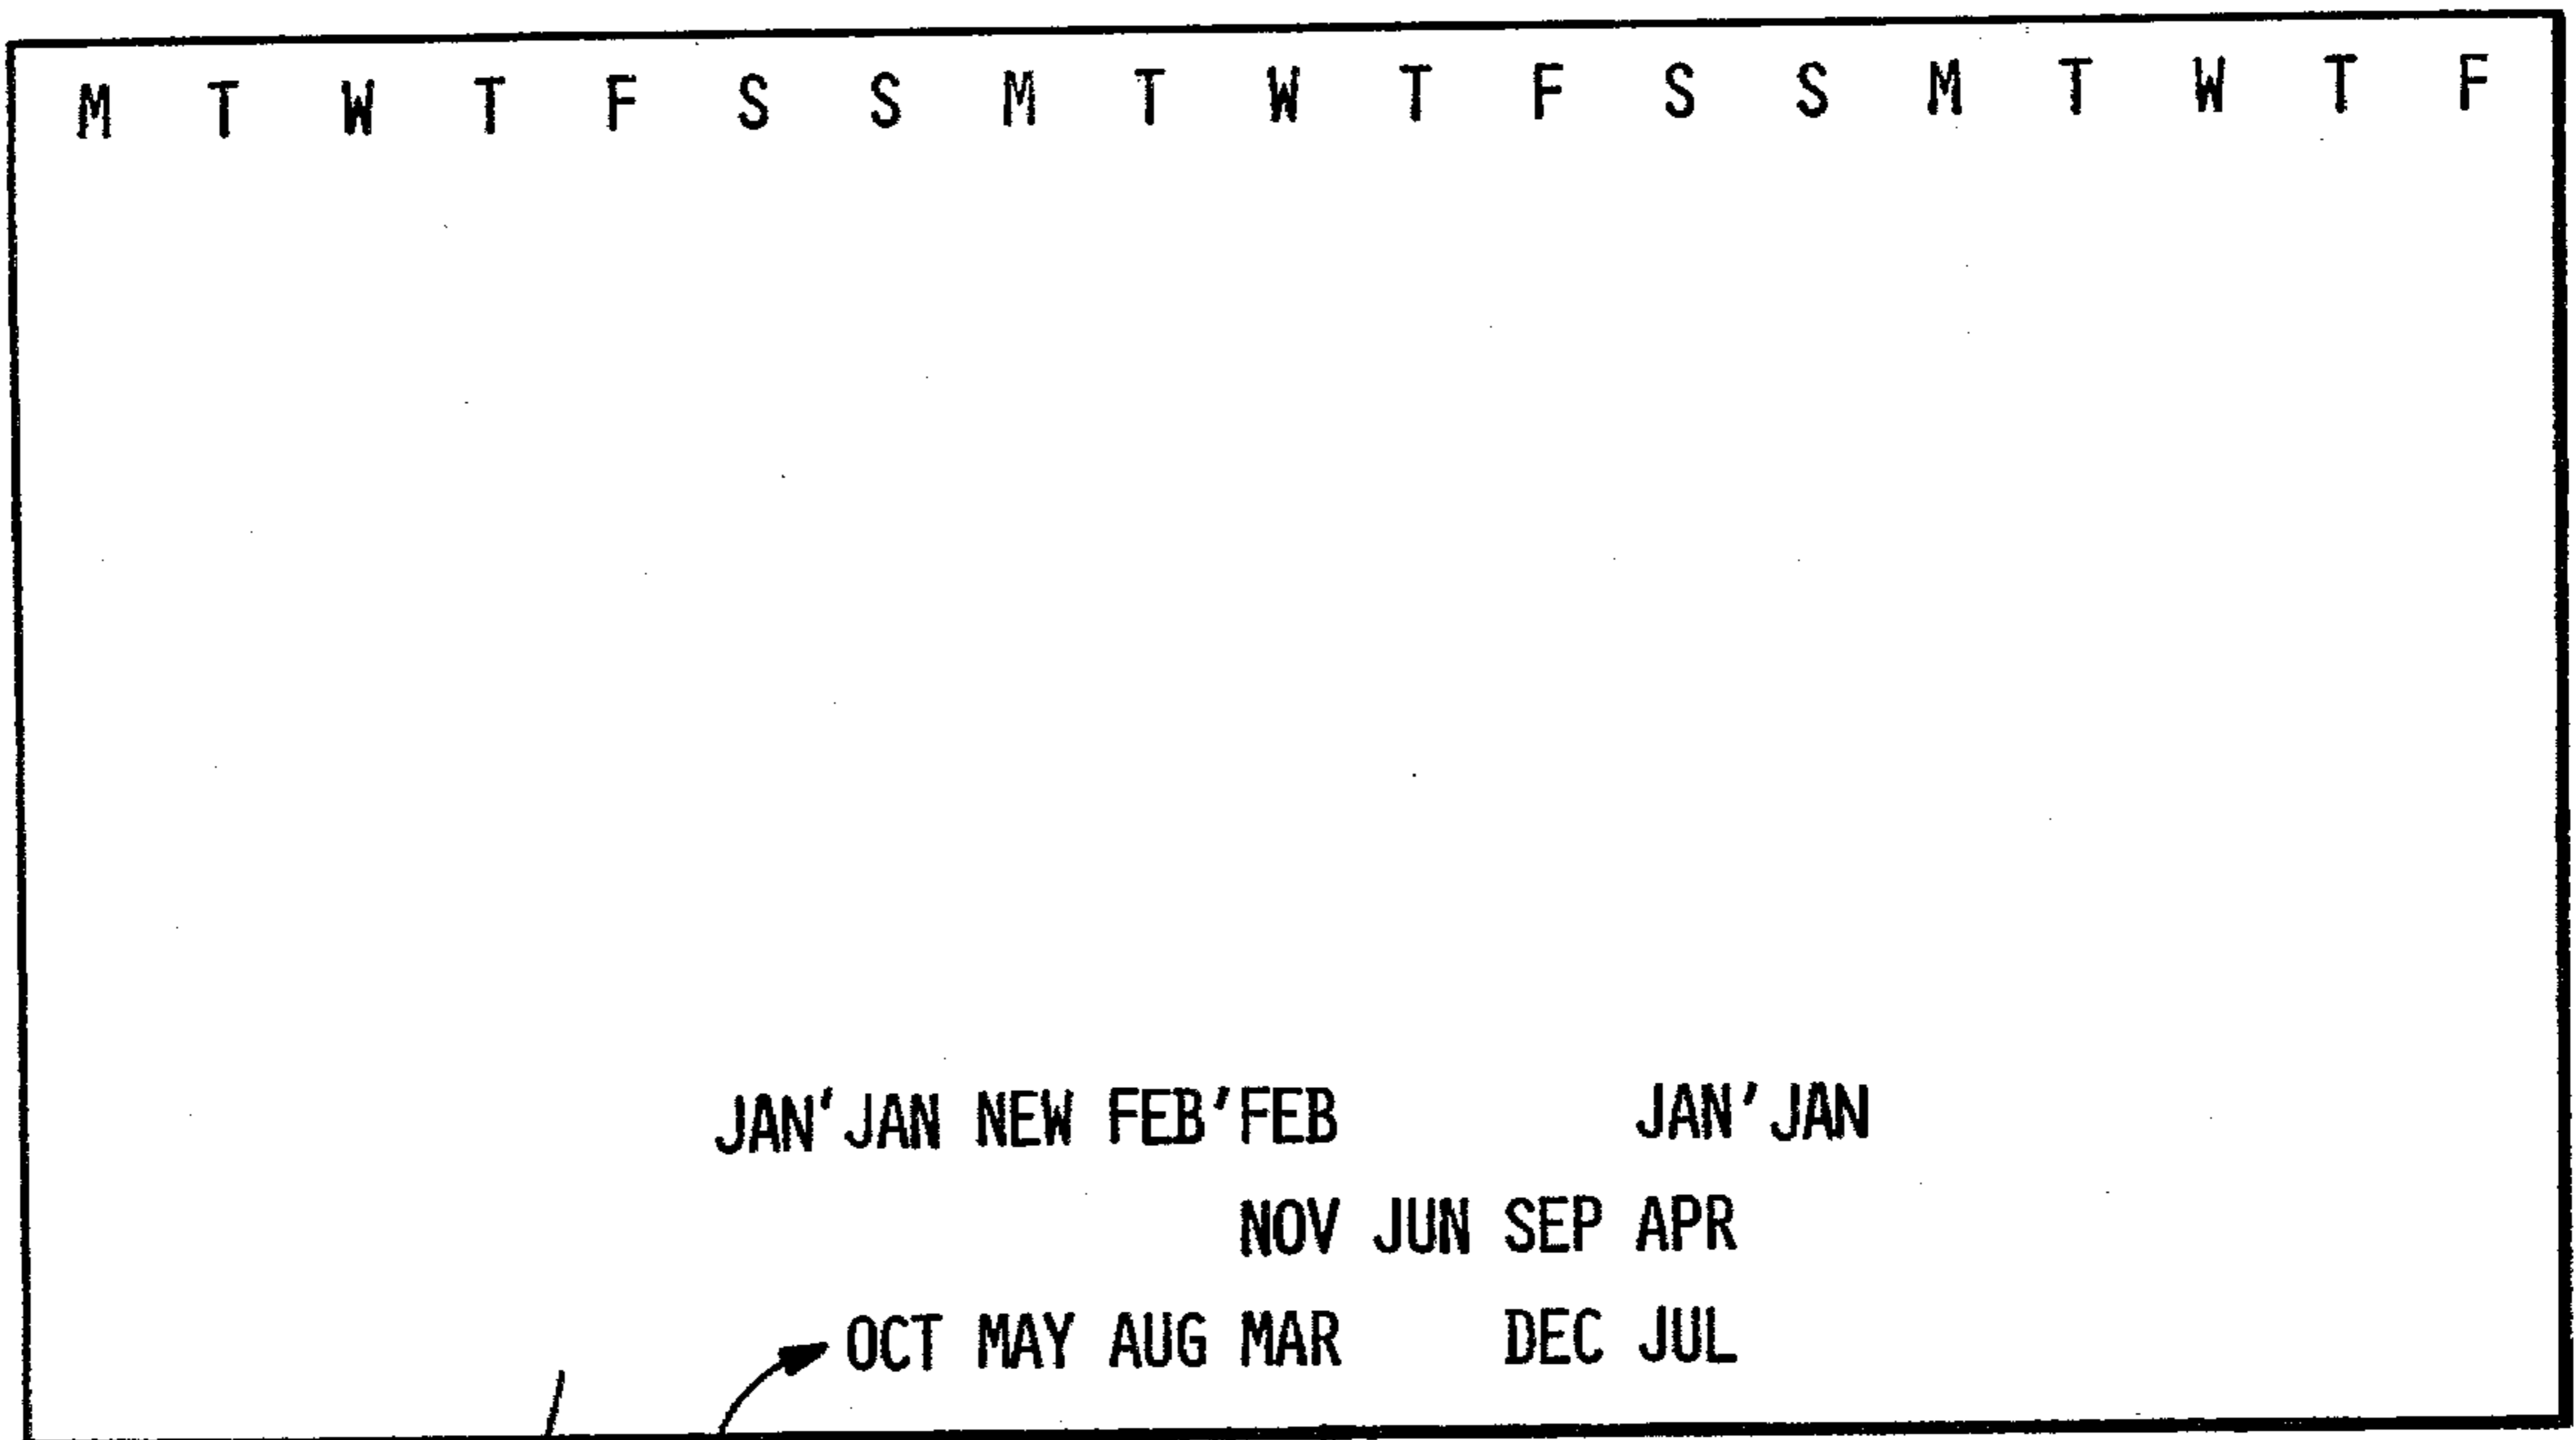 M T W T F S S M T W T F S S M T W T F
JAN'JAN NEW FEB'FEB JAN'JAN
NOV JUN SEP APR
OCT MAY AUG MAR DEC JUL